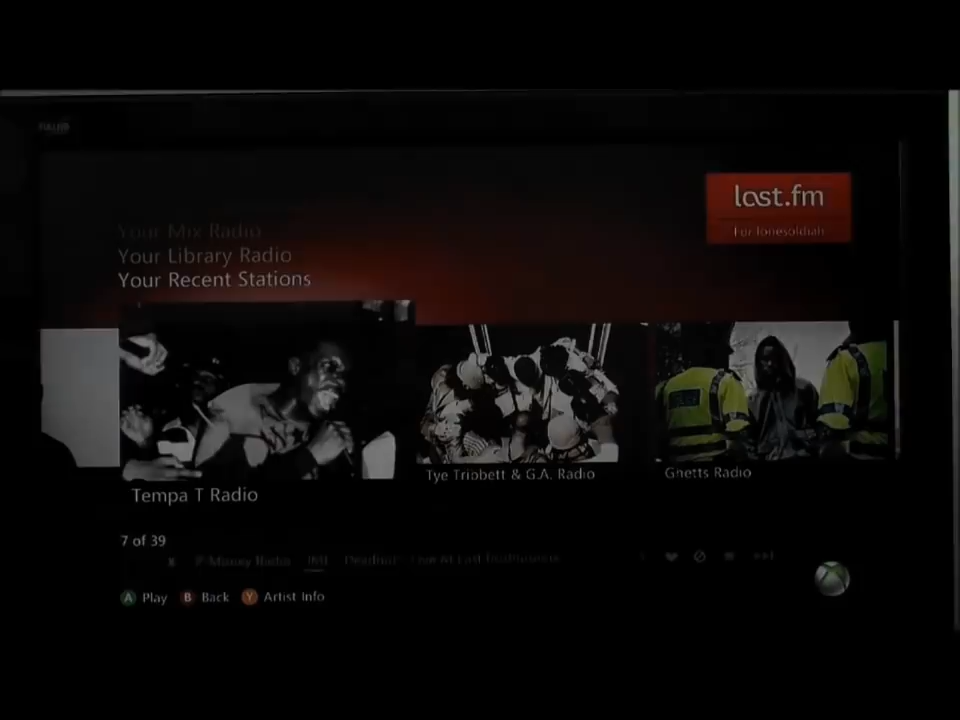 last.fm
Your Mix Radio
Your Library Radio
Your Recent Stations
Tempa T Radio
Tye Tribbett & G.A. Radio
Ghetts Radio
7 of 39
Radio
A Play B Back Y Artist Info